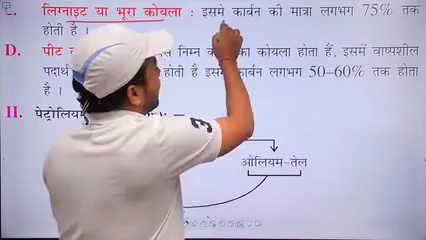 C. लिग्नाइट या भूरा कोयला : इसमे कार्बन की मात्रा लगभग 75% तक
होती है ।
D. पीट निम्न का कोयला होता हैं, इसमें वाष्पशील
पदार्थ होती है इसमें कार्बन लगभग 50–60% तक होता
है ।
II. पेट्रोलियम
ओलियम-तेल
3